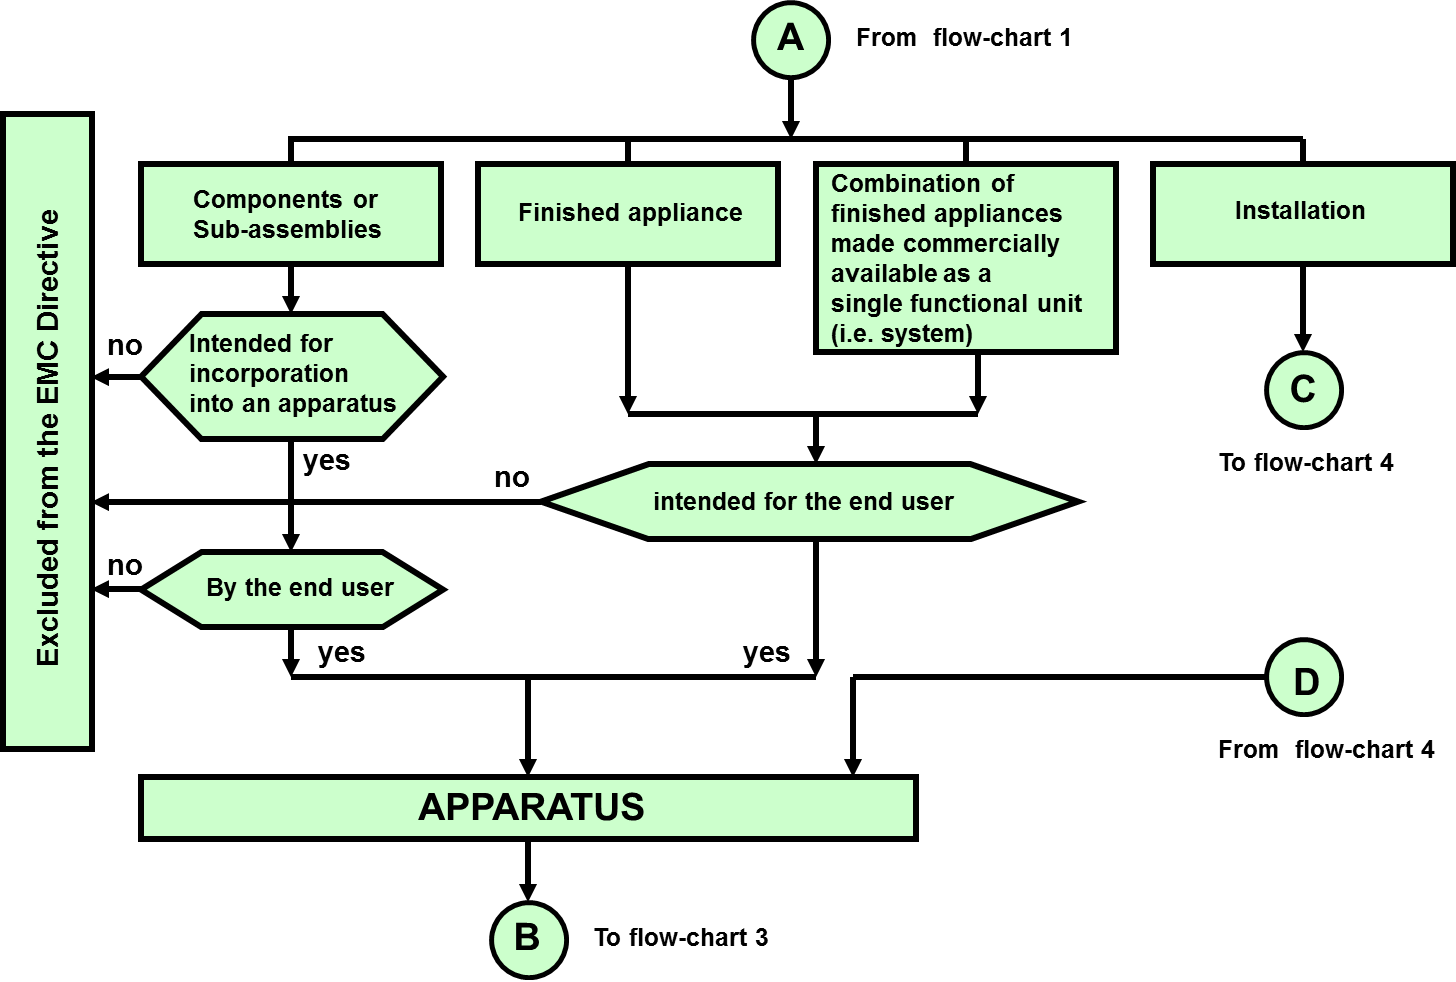 A
From flow-chart 1
Components or
Sub-assemblies
Finished appliance
Combination of
finished appliances
made commercially
available as a
single functional unit
(i.e. system)
Installation
Excluded from the EMC Directive
no
Intended for
incorporation
into an apparatus
yes
C
To flow-chart 4
no
intended for the end user
no
By the end user
yes
yes
D
From flow-chart 4
APPARATUS
B
To flow-chart 3